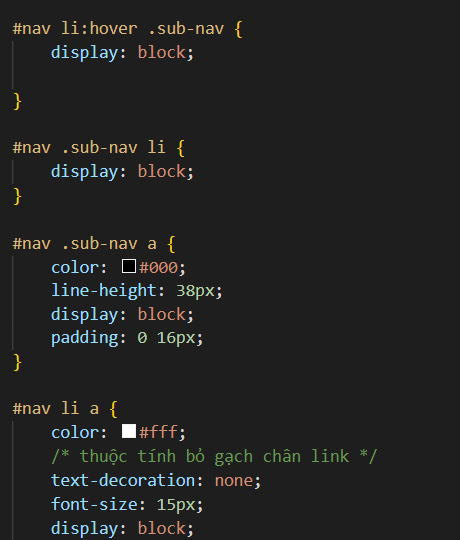 #nav li:hover .sub-nav {
display: block;
}
#nav .sub-nav li {
display: block;
}
#nav .sub-nav a {
color: #000;
line-height: 38px;
display: block;
padding: 0 16px;
}
#nav li a {
color: #fff;
/* thuộc tính bỏ gạch chân link */
text-decoration: none;
font-size: 15px;
display: block;